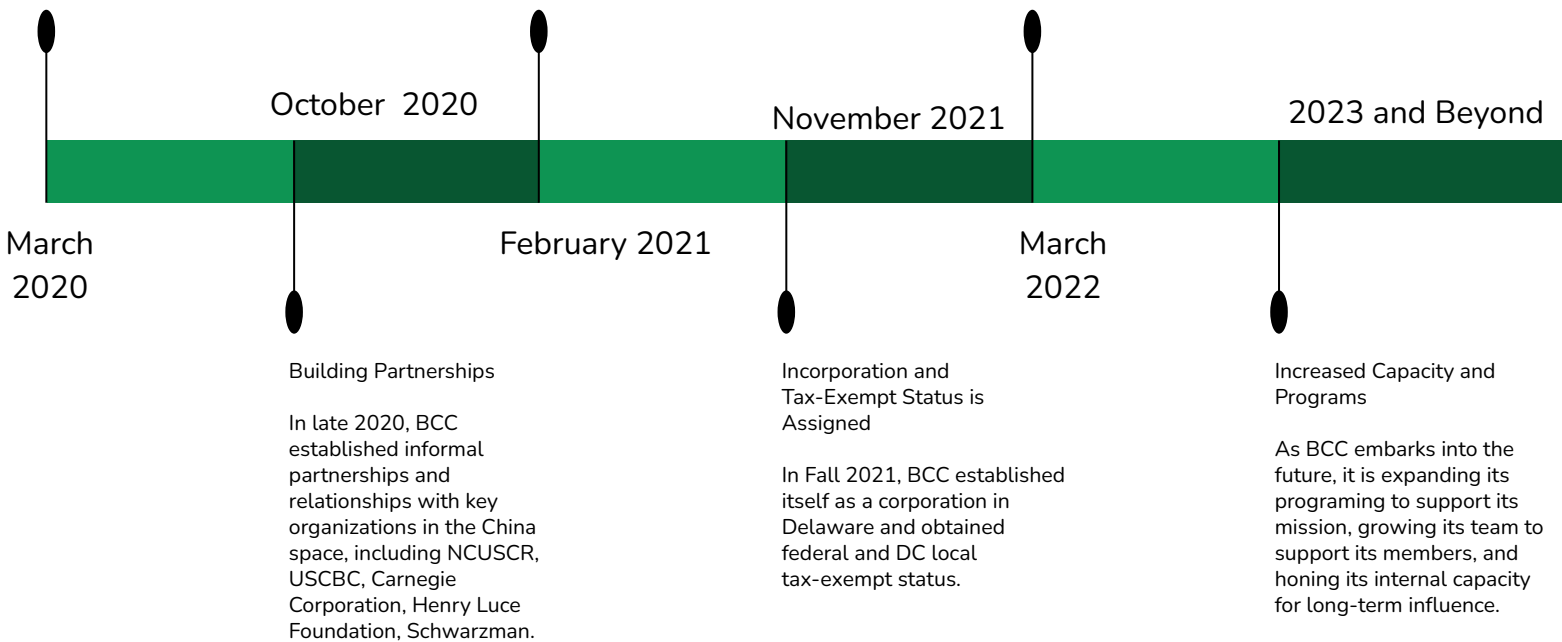 October 2020
November 2021
2023 and Beyond
March
2020
February 2021
March
2022
Building Partnerships
In late 2020, BCC
established informal
partnerships and
relationships with key
organizations in the China
space, including NCUSCR,
USCBC, Carnegie
Corporation, Henry Luce
Foundation, Schwarzman.
Incorporation and
Tax-Exempt Status is
Assigned
In Fall 2021, BCC established
itself as a corporation in
Delaware and obtained
federal and DC local
tax-exempt status.
Increased Capacity and
Programs
As BCC embarks into the
future, it is expanding its
programing to support its
mission, growing its team to
support its members, and
honing its internal capacity
for long-term influence.